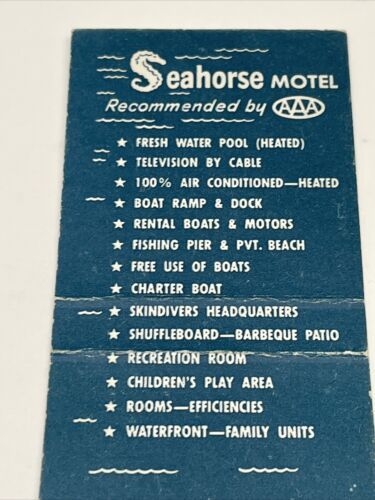 Seahorse MOTEL
Recommended by AAA
★ FRESH WATER POOL (HEATED)
★ TELEVISION BY CABLE
★ 100% AIR CONDITIONED—HEATED
★ BOAT RAMP & DOCK
★ RENTAL BOATS & MOTORS
★ FISHING PIER & PVT. BEACH
★ FREE USE OF BOATS
★ CHARTER BOAT
★ SKINDIVERS HEADQUARTERS
★ SHUFFLEBOARD—BARBEQUE PATIO
★ RECREATION ROOM
★ CHILDREN'S PLAY AREA
★ ROOMS—EFFICIENCIES
★ WATERFRONT—FAMILY UNITS